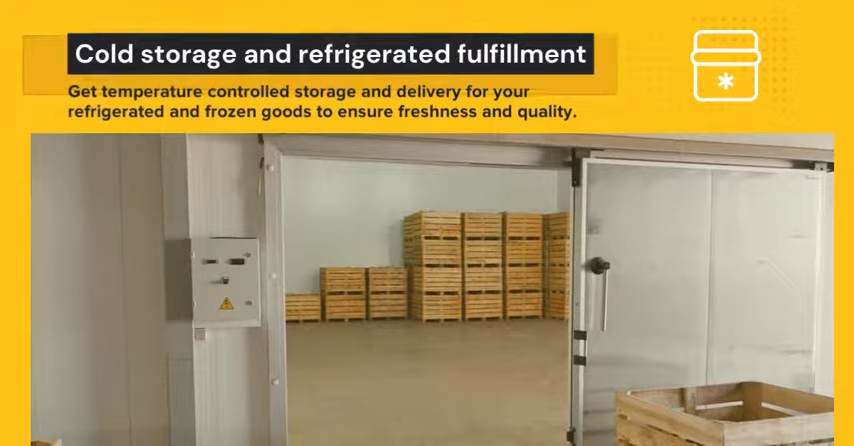 Cold storage and refrigerated fulfillment
Get temperature controlled storage and delivery for your
refrigerated and frozen goods to ensure freshness and quality.